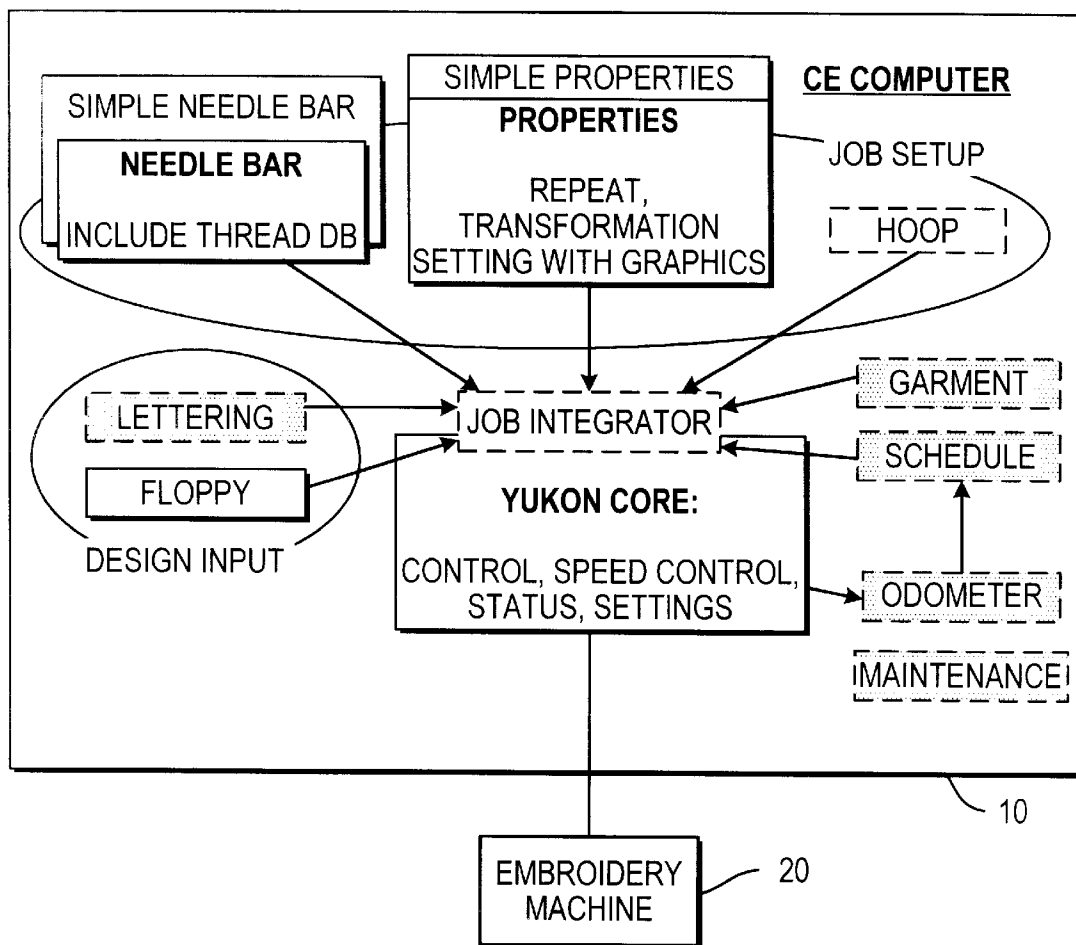 SIMPLE PROPERTIES
CE COMPUTER
SIMPLE NEEDLE BAR
PROPERTIES
NEEDLE BAR
JOB SETUP
REPEAT,
TRANSFORMATION
SETTING WITH GRAPHICS
INCLUDE THREAD DB
HOOP
LETTERING
JOB INTEGRATOR
GARMENT
SCHEDULE
FLOPPY
YUKON CORE:
DESIGN INPUT
CONTROL, SPEED CONTROL,
STATUS, SETTINGS
ODOMETER
MAINTENANCE
10
EMBROIDERY
MACHINE
20